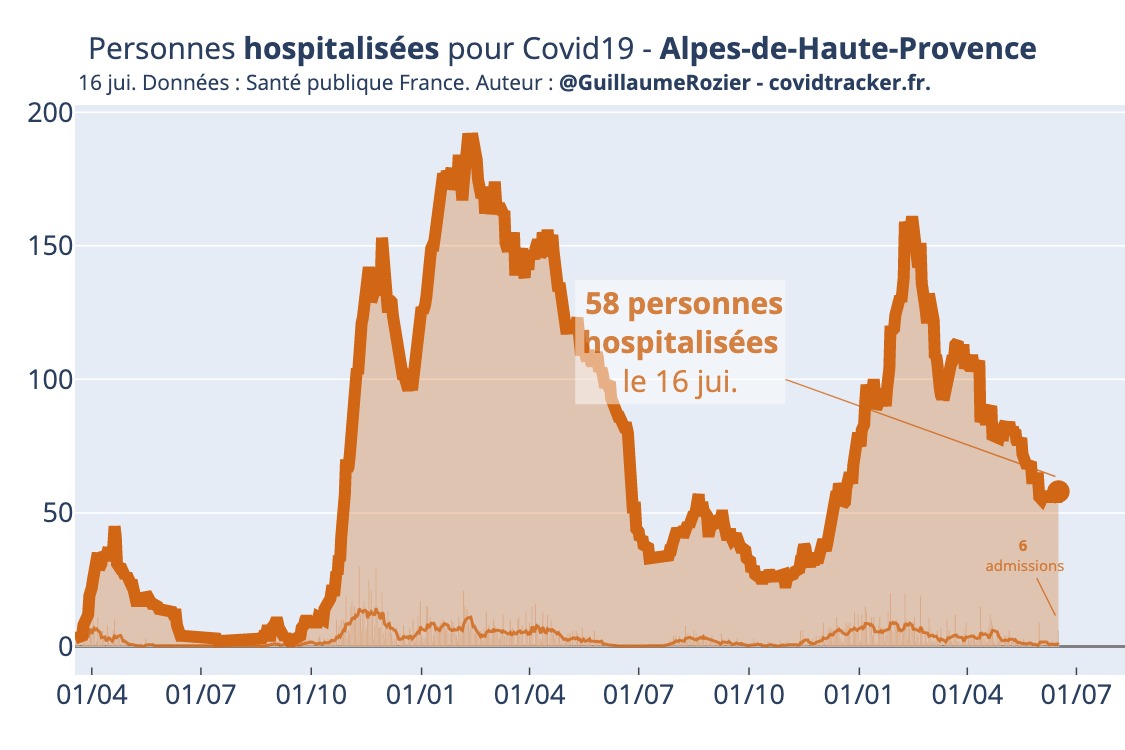 Personnes hospitalisées pour Covid19 - Alpes-de-Haute-Provence
16 jui. Données : Santé publique France. Auteur : @GuillaumeRozier - covidtracker.fr.
200
150
100
50
0
58 personnes
hospitalisées
le 16 jui.
6
admissions
01/04 01/07 01/10 01/01 01/04 01/07 01/10 01/01 01/04 01/07